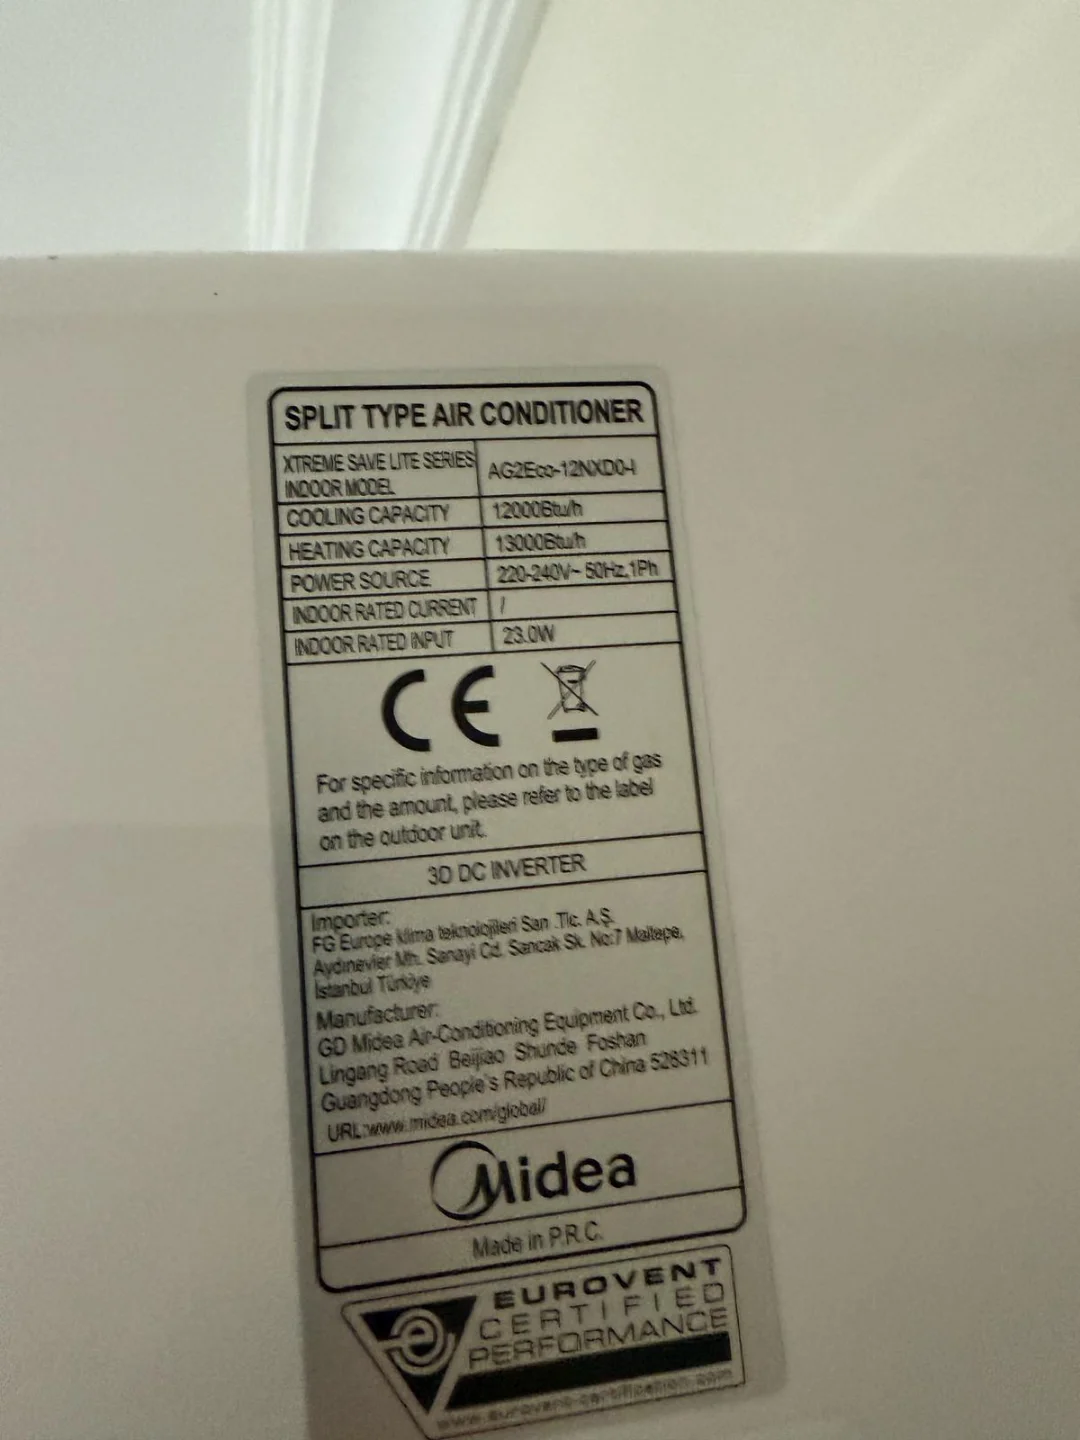 SPLIT TYPE AIR CONDITIONER
XTREME SAVE LITE SERIES
INDOOR MODEL
AG2Eco-12NXD0-I
COOLING CAPACITY 12000Btu/h
HEATING CAPACITY 13000Btu/h
POWER SOURCE 220-240V~ 50Hz,1Ph
INDOOR RATED CURRENT /
INDOOR RATED INPUT 23.0W
CE
For specific information on the type of gas
and the amount, please refer to the label
on the outdoor unit.
3D DC INVERTER
Importer:
FG Europe klima teknolojileri San .Tic. A.Ş.
Aydınevler Mh. Sanayi Cd. Sancak Sk. No:7 Maltepe,
İstanbul Türkiye
Manufacturer:
GD Midea Air-Conditioning Equipment Co., Ltd.
Lingang Road Beijiao Shunde Foshan
Guangdong People's Republic of China 528311
URL:www.midea.com/global/
Midea
Made in P.R.C.
EUROVENT
CERTIFIED
PERFORMANCE
www.eurovent-certification.com